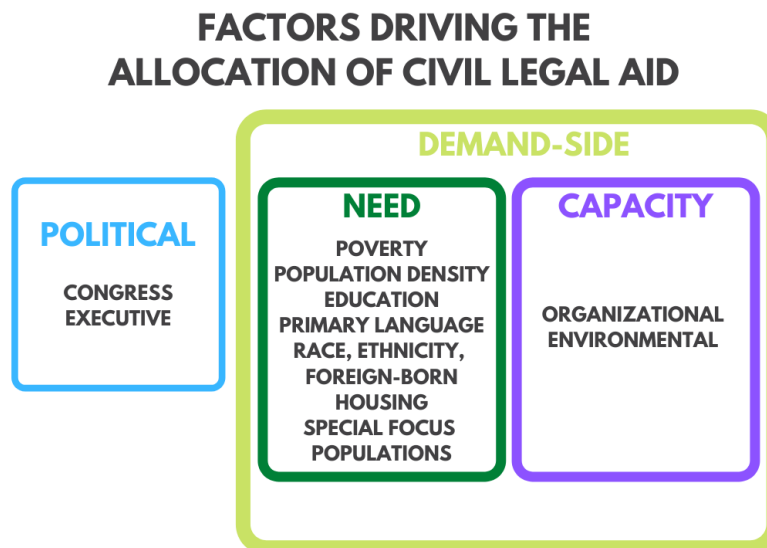 FACTORS DRIVING THE
ALLOCATION OF CIVIL LEGAL AID
DEMAND-SIDE
POLITICAL
CONGRESS
EXECUTIVE
NEED
POVERTY
POPULATION DENSITY
EDUCATION
PRIMARY LANGUAGE
RACE, ETHNICITY,
FOREIGN-BORN
HOUSING
SPECIAL FOCUS
POPULATIONS
CAPACITY
ORGANIZATIONAL
ENVIRONMENTAL